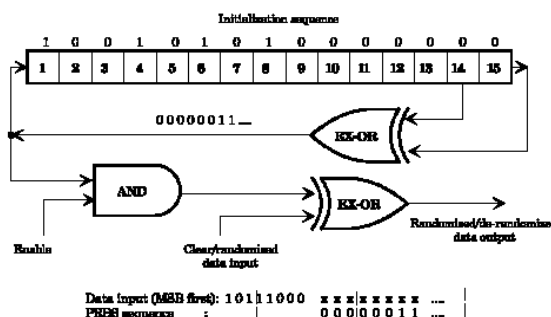 Initialization sequence
1 0 0 1 0 1 0 1 0 0 0 0 0 0 0
1 2 3 4 5 6 7 8 9 10 11 12 13 14 15
00000011...
EX-OR
AND
EX-OR
Enable
Clear/randomised
data input
Randomised/de-randomised
data output
Data input (MSB first): 1 0 1 1 1 0 0 0 x x x x x x x x ...
PRBS sequence : 0 0 0 0 0 0 1 1 ...